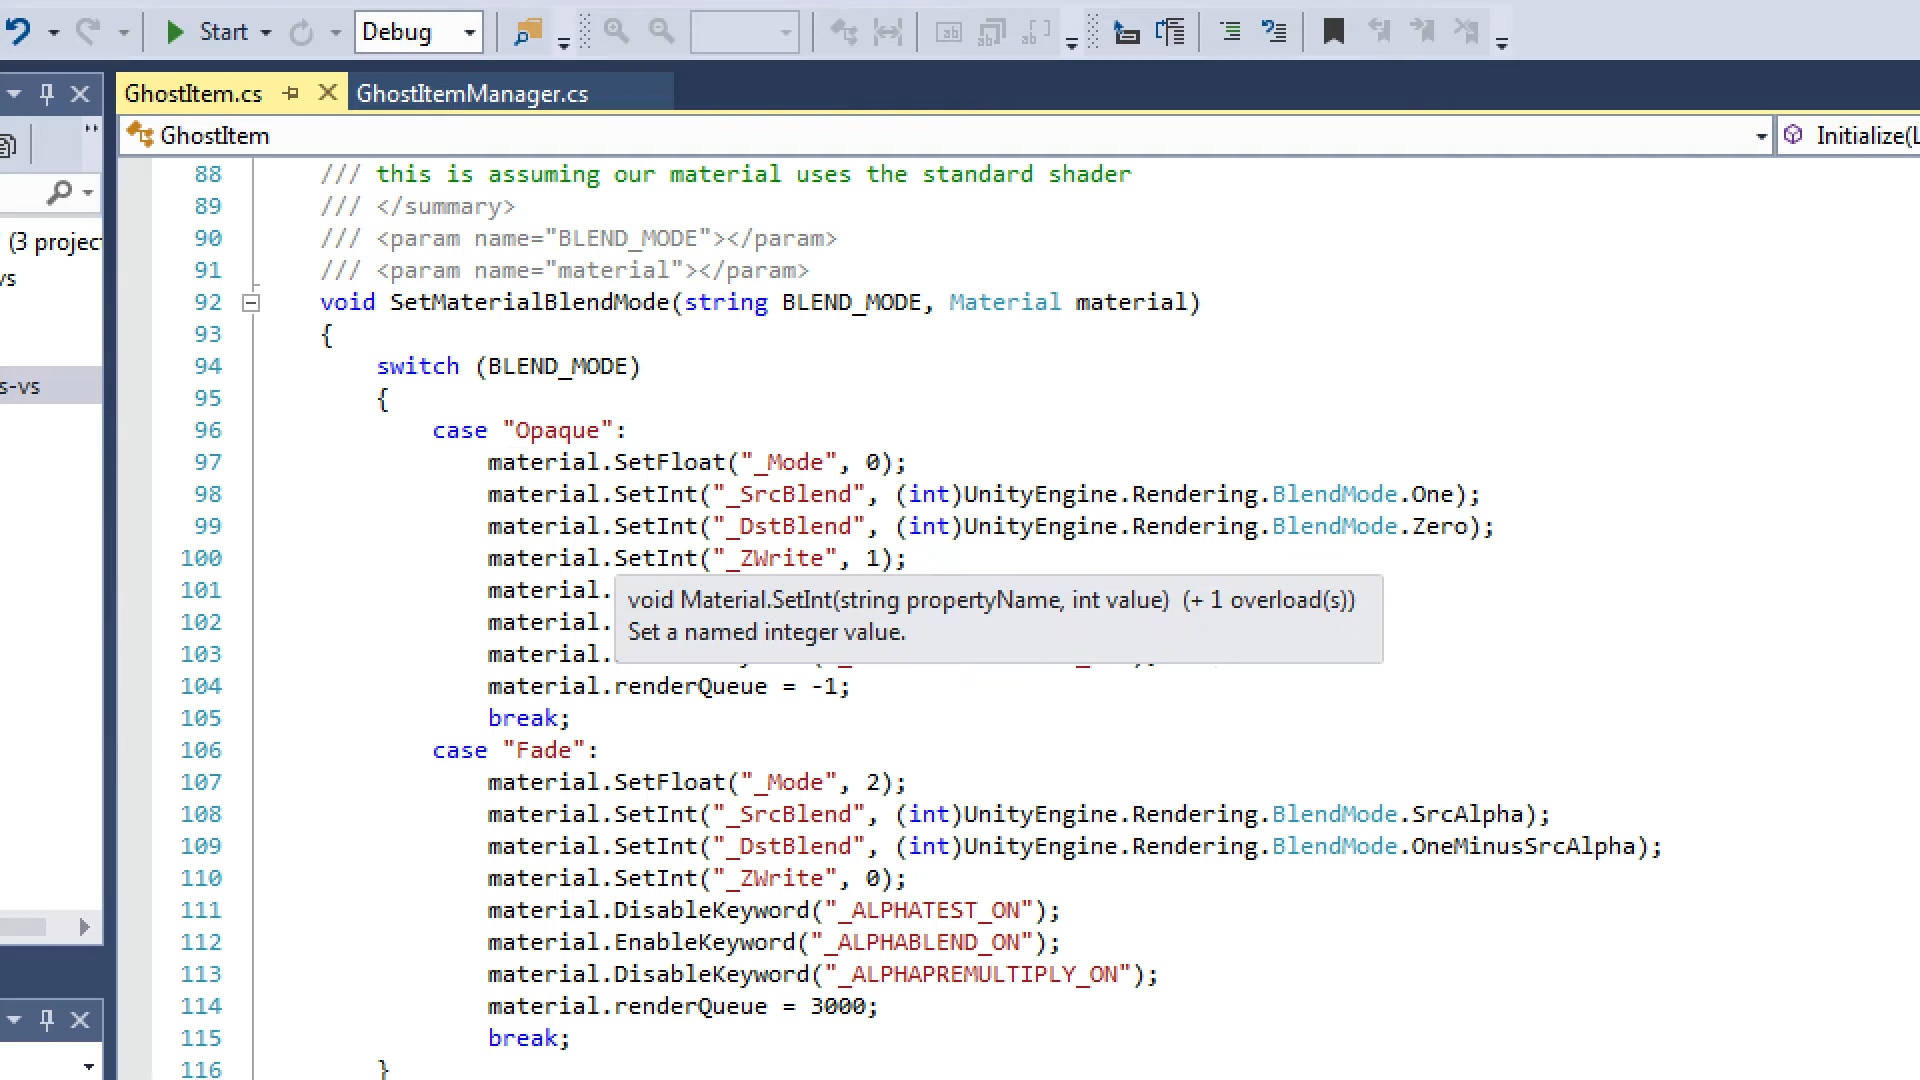 Start
Debug
GhostItem.cs
GhostItemManager.cs
GhostItem
Initialize(L
(3 project
vs
s-vs
88 /// this is assuming our material uses the standard shader
89 /// </summary>
90 /// <param name="BLEND_MODE"></param>
91 /// <param name="material"></param>
92 void SetMaterialBlendMode(string BLEND_MODE, Material material)
93 {
94 switch (BLEND_MODE)
95 {
96 case "Opaque":
97 material.SetFloat("_Mode", 0);
98 material.SetInt("_SrcBlend", (int)UnityEngine.Rendering.BlendMode.One);
99 material.SetInt("_DstBlend", (int)UnityEngine.Rendering.BlendMode.Zero);
100 material.SetInt("_ZWrite", 1);
101 material.
void Material.SetInt(string propertyName, int value) (+ 1 overload(s))
102 material.
Set a named integer value.
103 material.
104 material.renderQueue = -1;
105 break;
106 case "Fade":
107 material.SetFloat("_Mode", 2);
108 material.SetInt("_SrcBlend", (int)UnityEngine.Rendering.BlendMode.SrcAlpha);
109 material.SetInt("_DstBlend", (int)UnityEngine.Rendering.BlendMode.OneMinusSrcAlpha);
110 material.SetInt("_ZWrite", 0);
111 material.DisableKeyword("_ALPHATEST_ON");
112 material.EnableKeyword("_ALPHABLEND_ON");
113 material.DisableKeyword("_ALPHAPREMULTIPLY_ON");
114 material.renderQueue = 3000;
115 break;
116 }